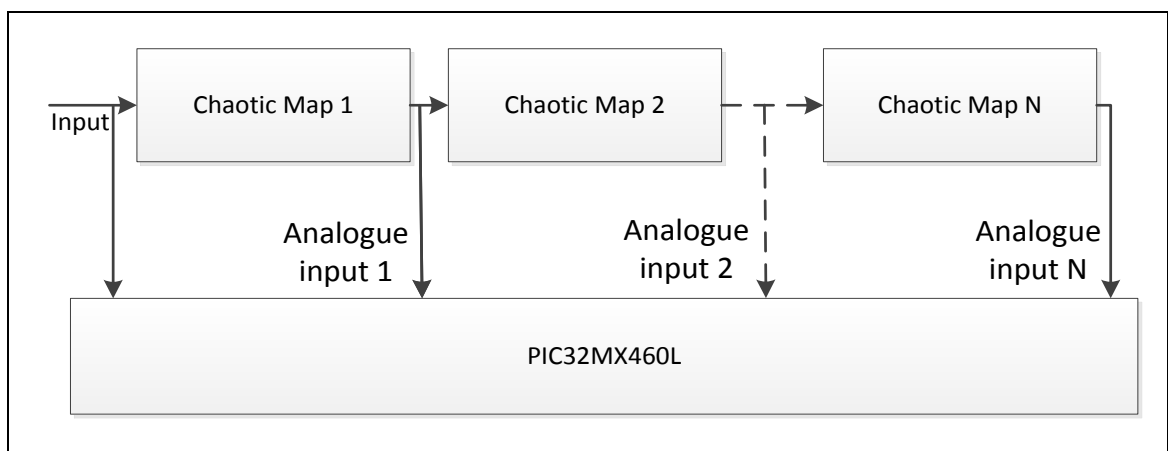 Chaotic Map 1
Chaotic Map 2
Chaotic Map N
Input
Analogue
input 1
Analogue
input 2
Analogue
input N
PIC32MX460L